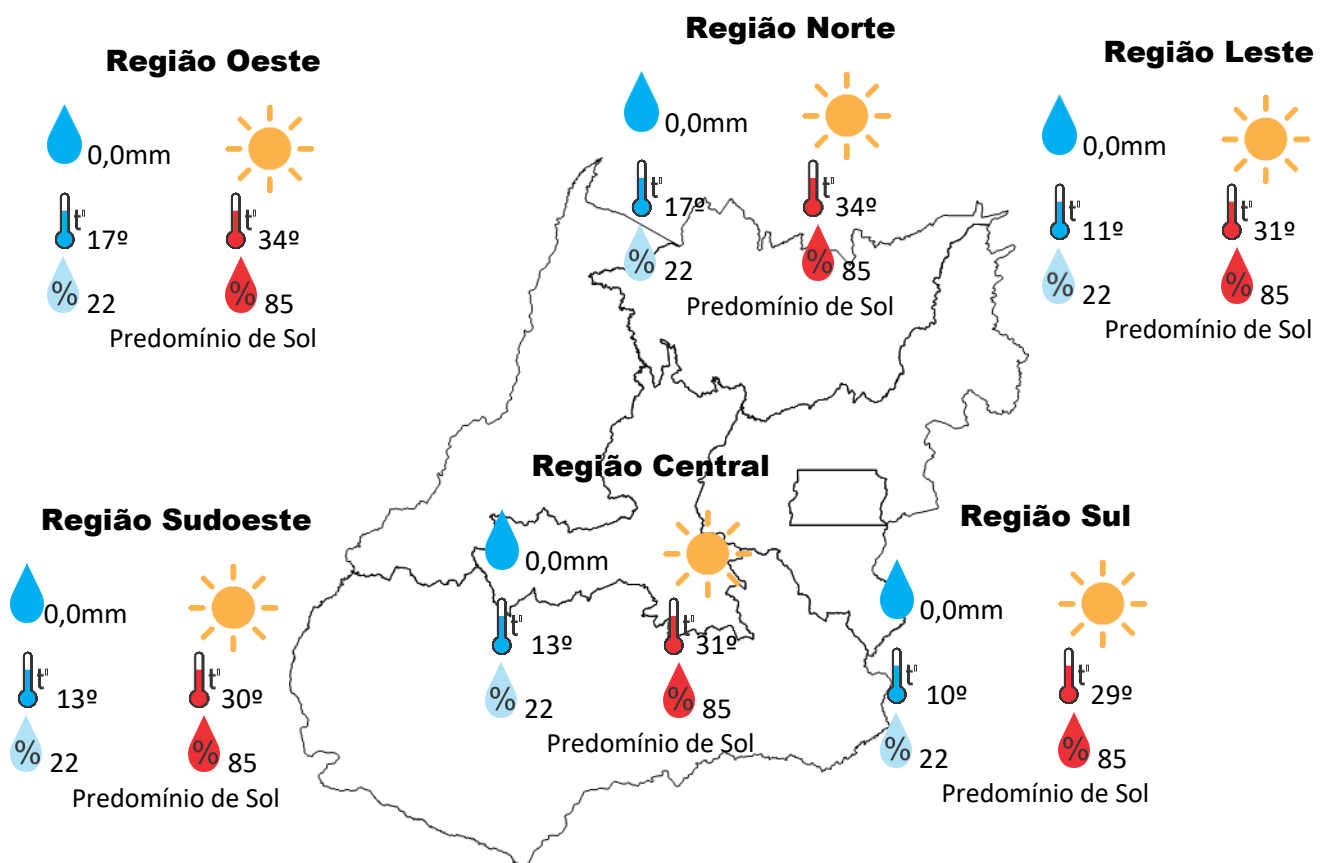 Região Oeste
0,0mm
t°
17º
t°
34º
%
22
%
85
Predomínio de Sol
Região Norte
0,0mm
t°
17º
t°
34º
%
22
%
85
Predomínio de Sol
Região Leste
0,0mm
t°
11º
t°
31º
%
22
%
85
Predomínio de Sol
Região Sudoeste
0,0mm
t°
13º
t°
30º
%
22
%
85
Predomínio de Sol
Região Central
0,0mm
t°
13º
t°
31º
%
22
%
85
Predomínio de Sol
Região Sul
0,0mm
t°
10º
t°
29º
%
22
%
85
Predomínio de Sol